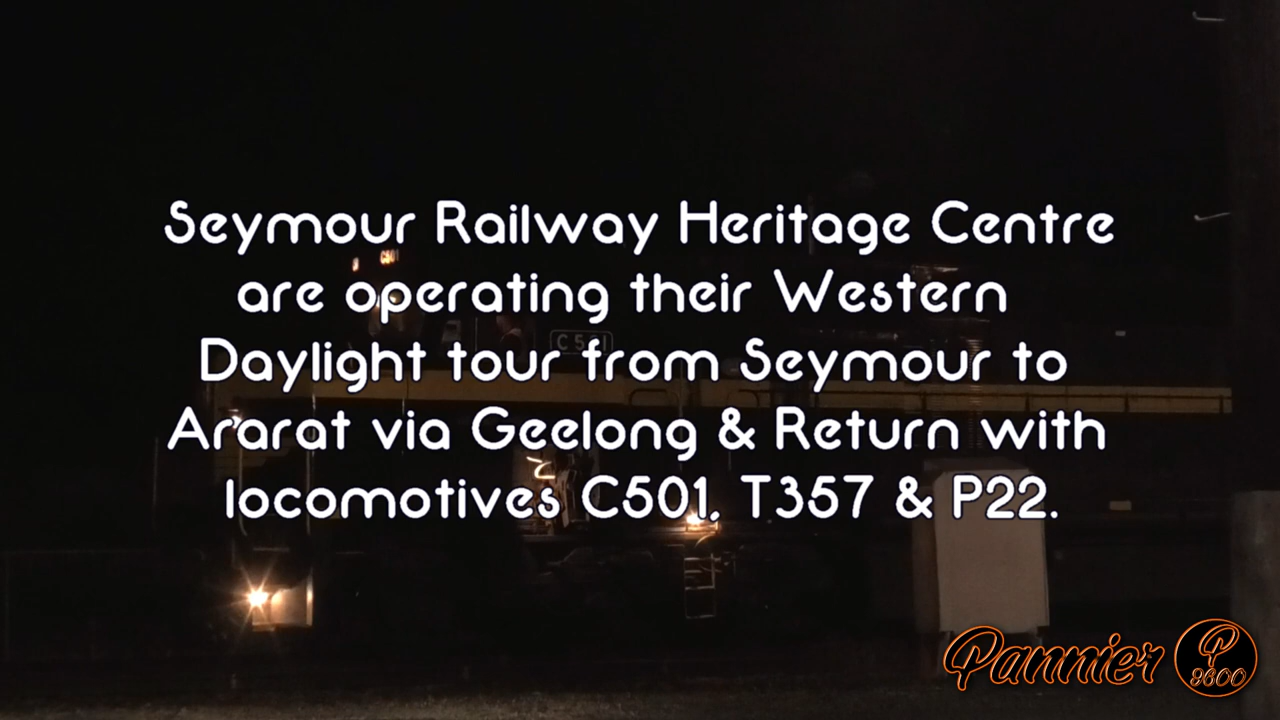 Seymour Railway Heritage Centre
are operating their Western
Daylight tour from Seymour to
Ararat via Geelong & Return with
locomotives C501, T357 & P22.
C501
C 501
Pannier
P
8600